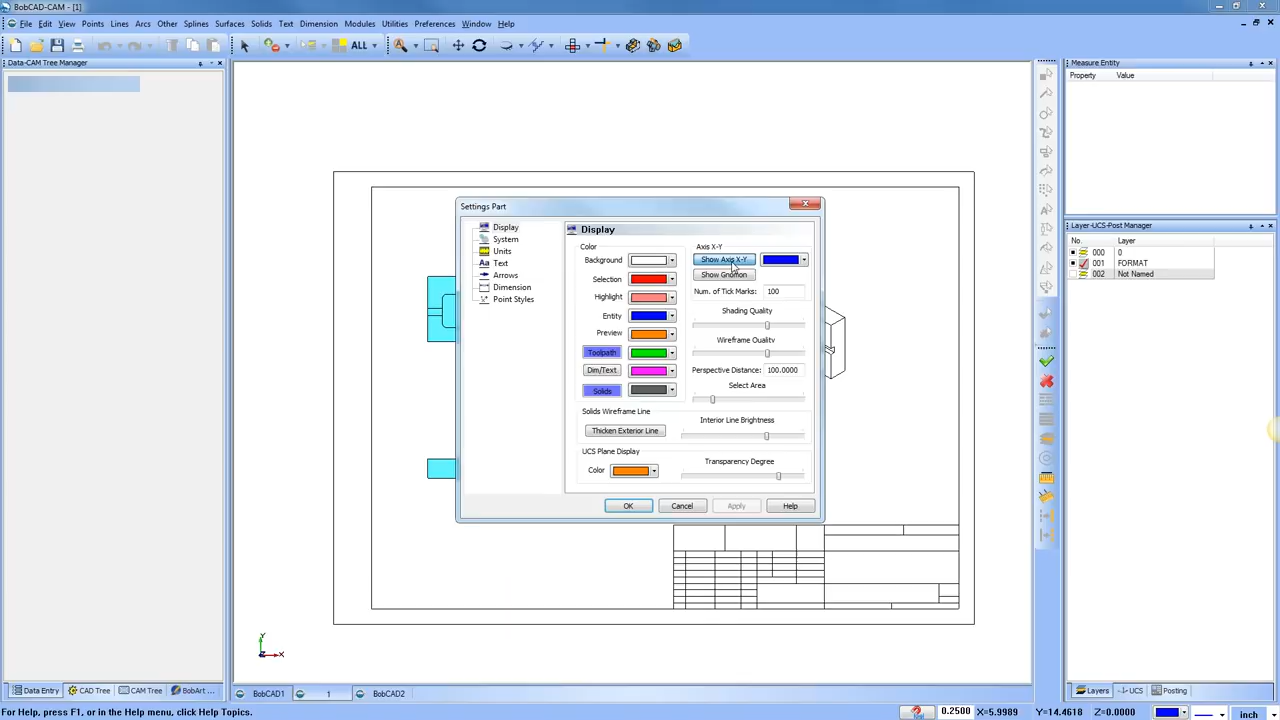 BobCAD-CAM - [1]
File Edit View Points Lines Arcs Other Splines Surfaces Solids Text Dimension Modules Utilities Preferences Window Help
ALL
Data-CAM Tree Manager
Measure Entity
Property Value
Layer-UCS-Post Manager
No. Layer
000 0
001 FORMAT
002 Not Named
Settings Part
Display
System
Units
Text
Arrows
Dimension
Point Styles
Display
Color
Background
Selection
Highlight
Entity
Preview
Toolpath
Dim/Text
Solids
Axis X-Y
Show Axis X-Y
Show Gnomon
Num. of Tick Marks: 100
Shading Quality
Wireframe Quality
Perspective Distance: 100.0000
Select Area
Solids Wireframe Line
Thicken Exterior Line
Interior Line Brightness
UCS Plane Display
Color
Transparency Degree
OK Cancel Apply Help
Y
Z X
Data Entry CAD Tree CAM Tree BobArt ...
BobCAD1 1 BobCAD2
Layers UCS Posting
For Help, press F1, or in the Help menu, click Help Topics.
0.2500 X=5.9989 Y=14.4618 Z=0.0000 inch